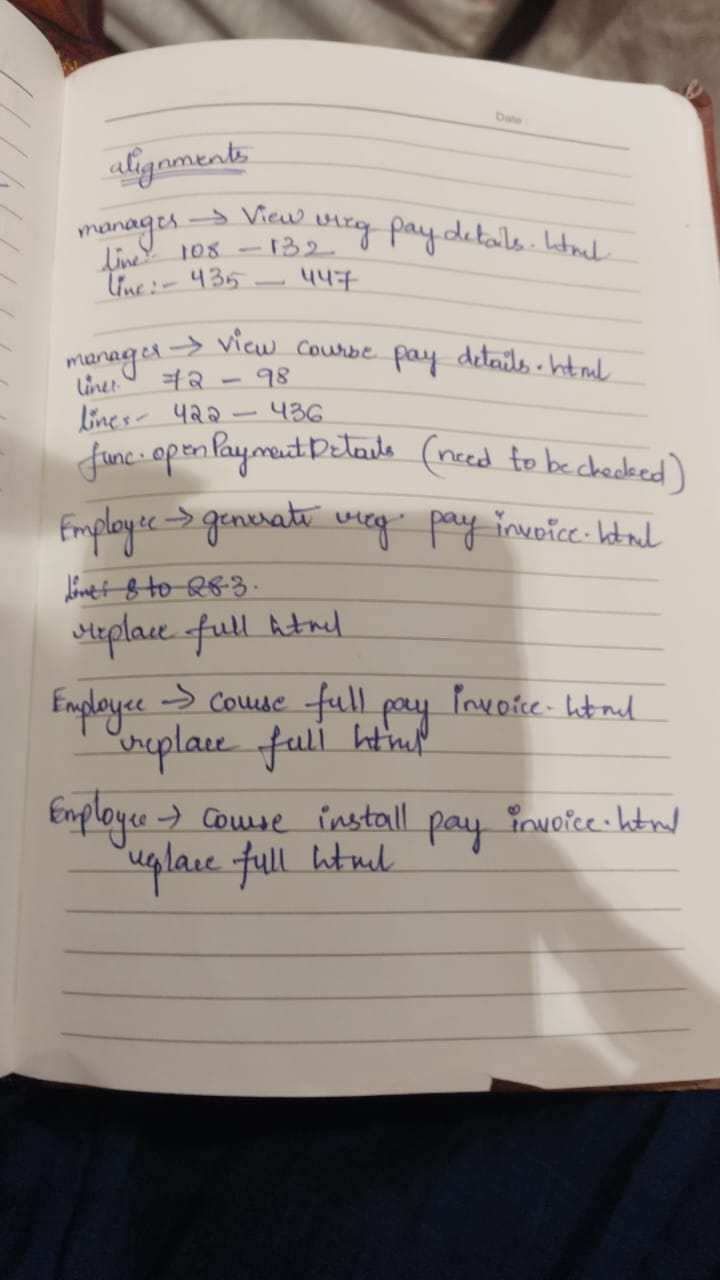 Date :
alignments
manager → View reg pay details.html
line:- 108 - 132
line:- 435 - 447
manager → View course pay details.html
lines 72 - 98
lines- 422 - 436
func. openPaymentDetails (need to be checked)
Employee → generate reg. pay invoice.html
lines 8 to 283.
replace full html
Employee → course full pay invoice.html
replace full html
Employee → course install pay invoice.html
replace full html